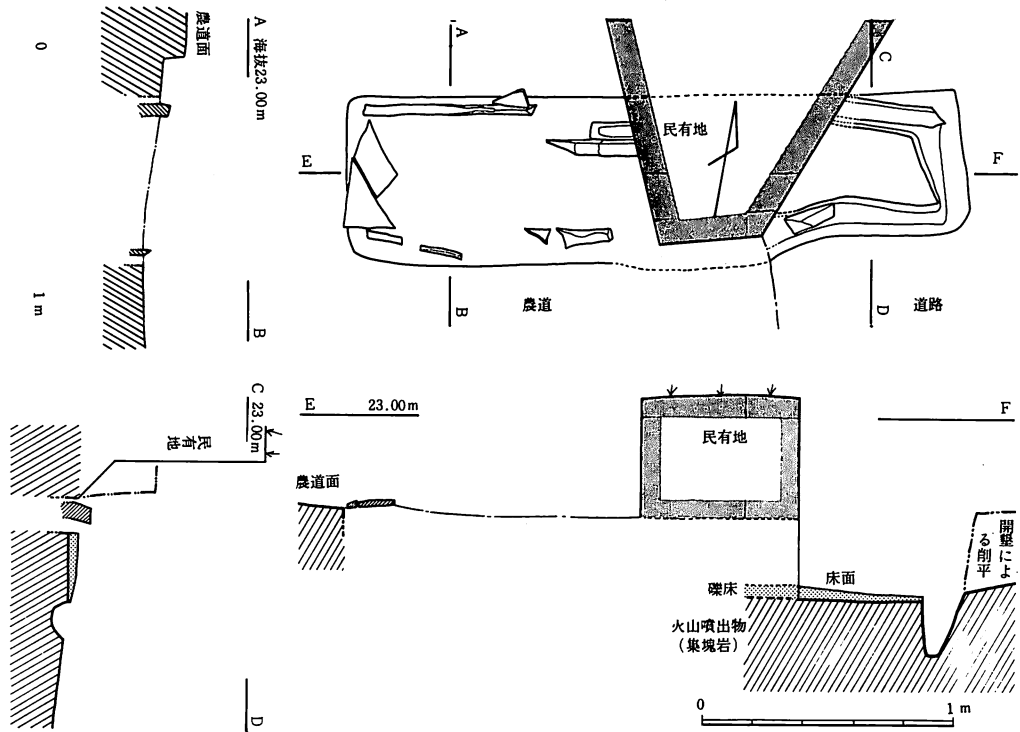 A 海抜23.00m
農道面
B
0
1 m
A
C
民有地
E
F
B
農道
D
道路
C 23.00m
民有地
D
E
23.00m
F
民有地
農道面
開墾によ
る削平
礫床
床面
火山噴出物
(集塊岩)
0
1 m